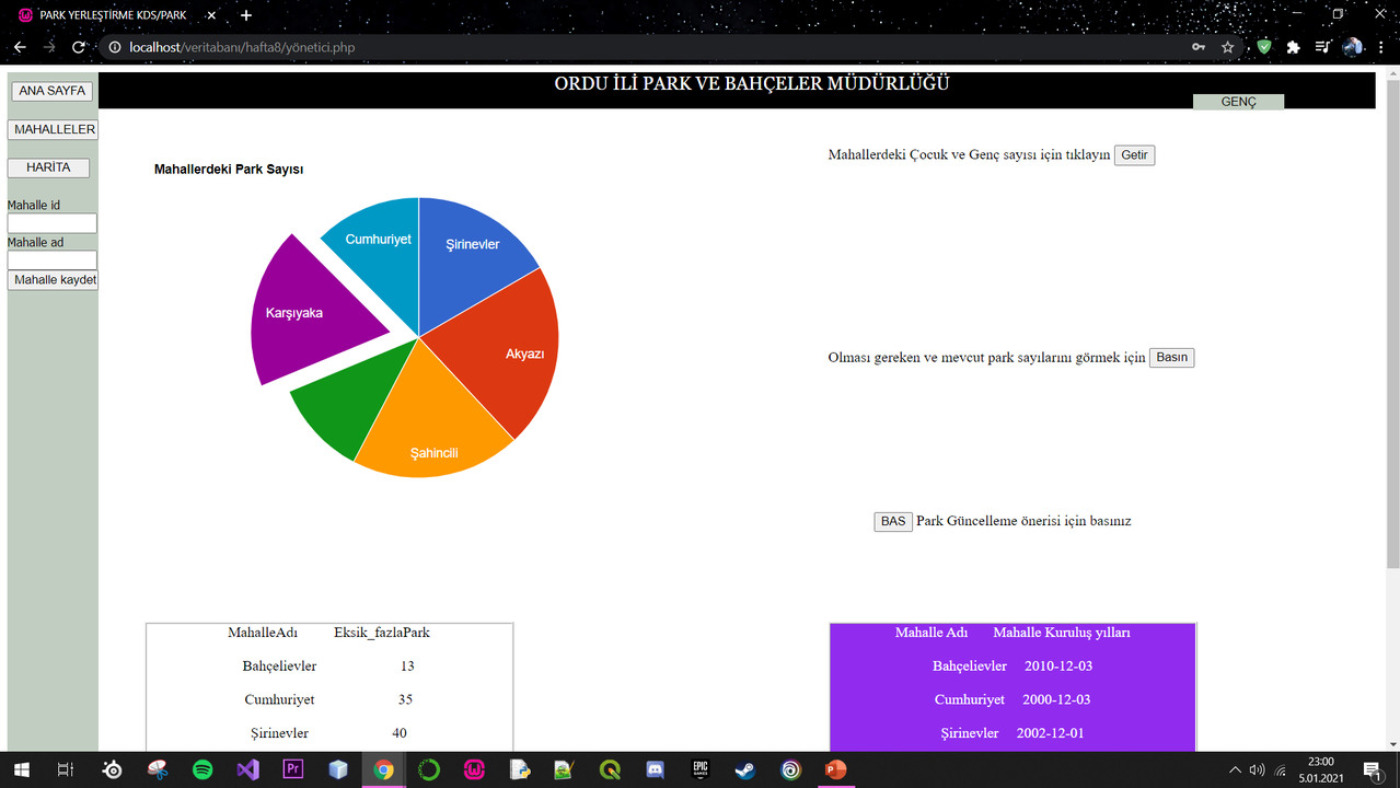 PARK YERLEŞTİRME KDS/PARK
localhost/veritabanı/hafta8/yönetici.php
ORDU İLİ PARK VE BAHÇELER MÜDÜRLÜĞÜ
GENÇ
ANA SAYFA
MAHALLELER
HARİTA
Mahalle id
Mahalle ad
Mahalle kaydet
Mahallerdeki Park Sayısı
Cumhuriyet
Şirinevler
Karşıyaka
Akyazı
Şahincili
Mahallerdeki Çocuk ve Genç sayısı için tıklayın Getir
Olması gereken ve mevcut park sayılarını görmek için Basın
BAS Park Güncelleme önerisi için basınız
MahalleAdı Eksik_fazlaPark
Bahçelievler 13
Cumhuriyet 35
Şirinevler 40
Mahalle Adı Mahalle Kuruluş yılları
Bahçelievler 2010-12-03
Cumhuriyet 2000-12-03
Şirinevler 2002-12-01
Pr
EPIC GAMES
23:00
5.01.2021
1